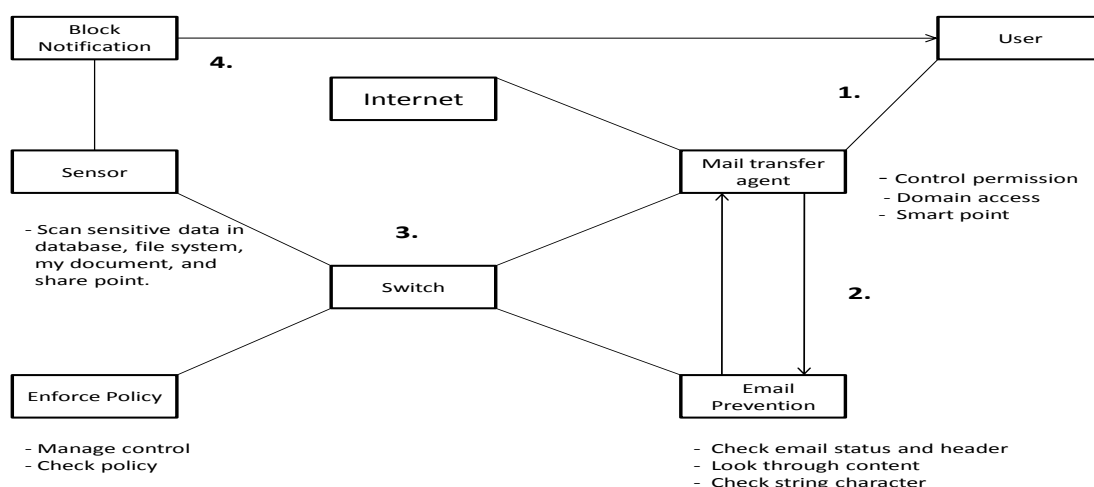 Block
Notification
User
4.
Internet
1.
Sensor
Mail transfer
agent
- Control permission
- Domain access
- Smart point
- Scan sensitive data in
database, file system,
my document, and
share point.
3.
Switch
2.
Enforce Policy
Email
Prevention
- Manage control
- Check policy
- Check email status and header
- Look through content
- Check string character